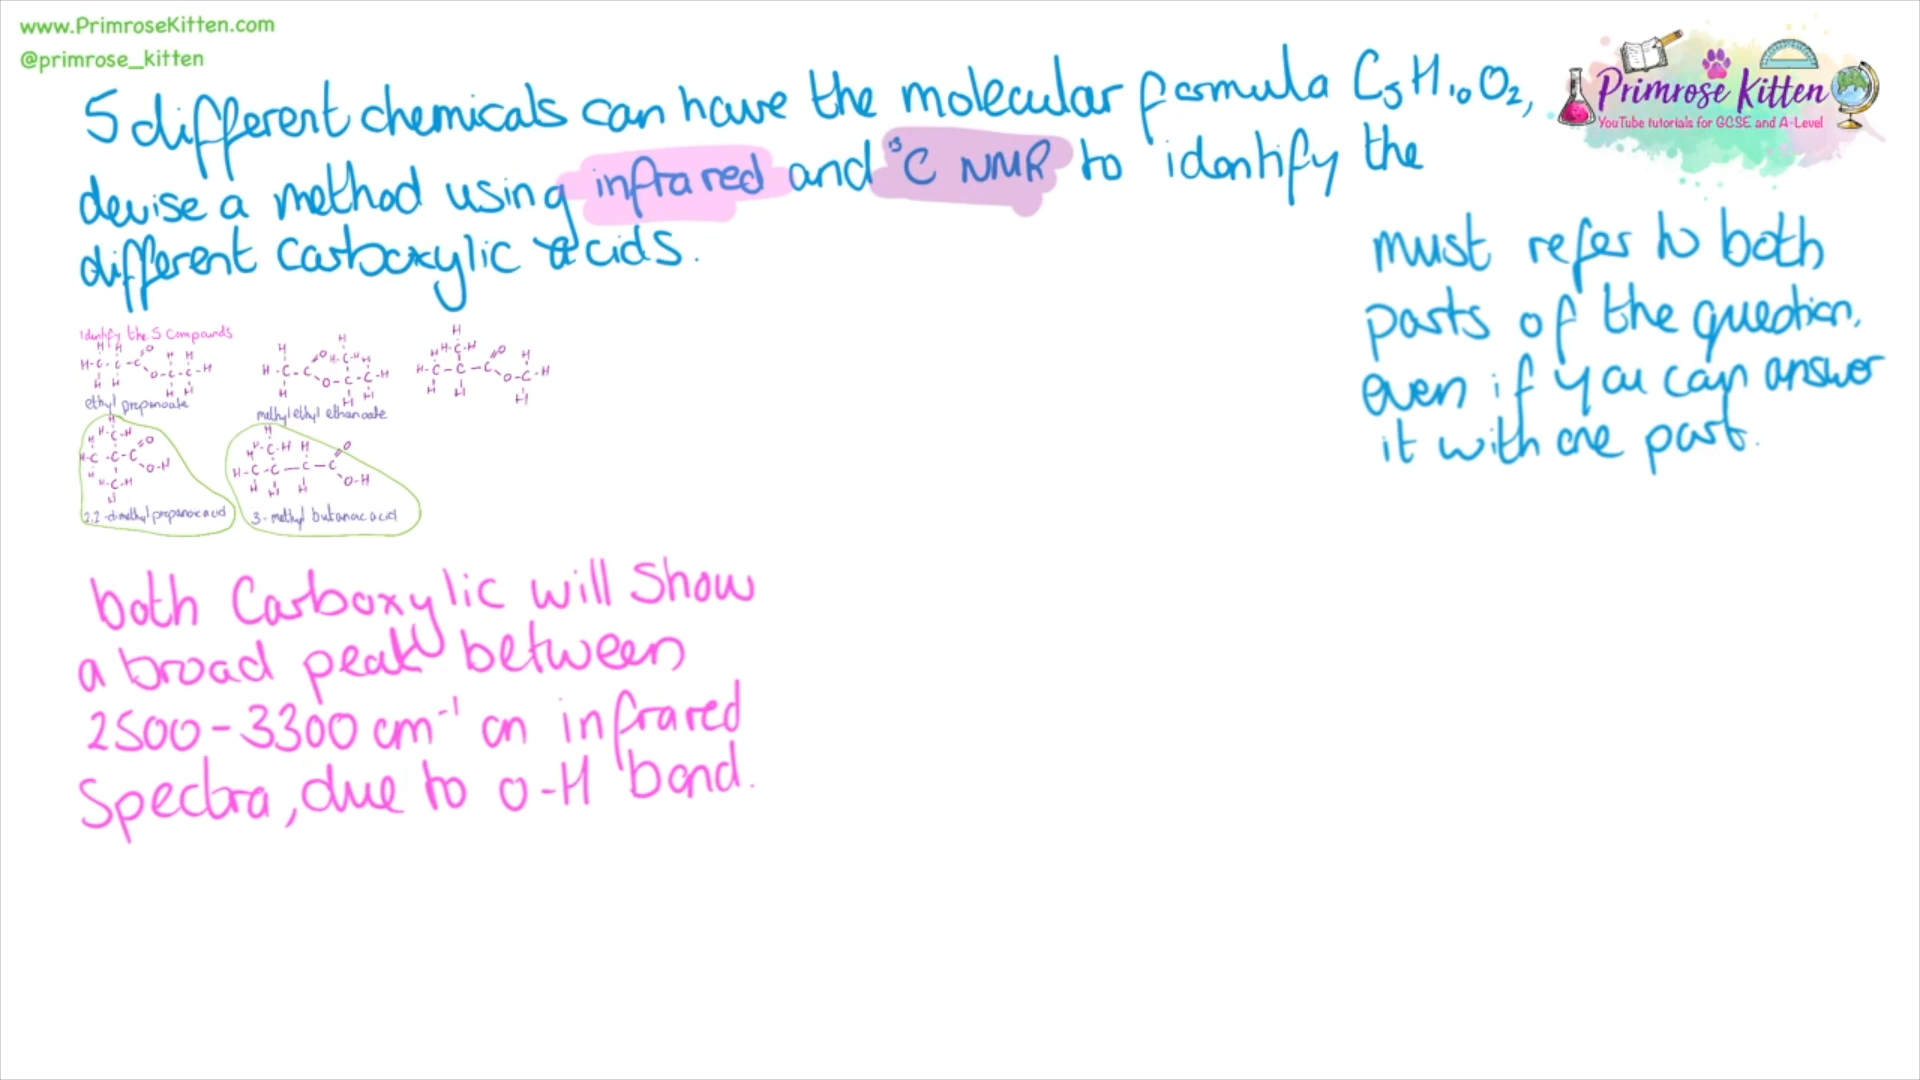 www.PrimroseKitten.com
@primrose_kitten
Primrose Kitten
YouTube tutorials for GCSE and A-Level
5 different chemicals can have the molecular formula C₅H₁₀O₂,
devise a method using infrared and ¹³C NMR to identify the
different carboxylic acids.
must refer to both
parts of the question,
even if you can answer
it with one part.
Identify the 5 compounds
ethyl propanoate
methyl ethyl ethanoate
2,2-dimethyl propanoic acid
3-methyl butanoic acid
both Carboxylic will show
a broad peak between
2500-3300 cm⁻¹ on infrared
Spectra, due to O-H bond.